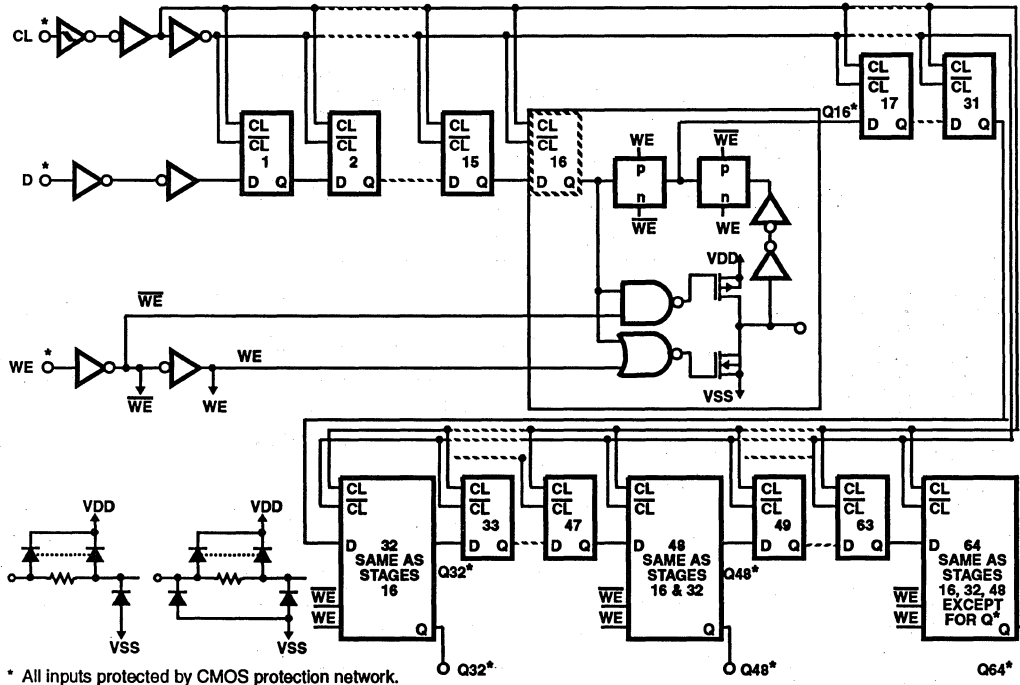 CL *
CL
CL
17
D Q
CL
CL
31
Q16*
CL
CL
1
D Q
CL
CL
2
D Q
CL
CL
15
D Q
CL
CL
16
D Q
WE
p
n
WE
WE
p
n
WE
D *
VDD
VSS
WE
WE *
WE
WE
WE
CL
CL
D
32
SAME AS
STAGES
16
WE
WE
Q
Q32*
Q32*
CL
CL
33
D Q
CL
CL
47
D Q
CL
CL
D
48
SAME AS
STAGES
16 & 32
WE
WE
Q
Q48*
Q48*
CL
CL
49
D Q
CL
CL
63
D Q
CL
CL
D
64
SAME AS
STAGES
16, 32, 48
EXCEPT
FOR Q*
WE
WE
Q
Q64*
VDD
VSS
VDD
VSS
* All inputs protected by CMOS protection network.